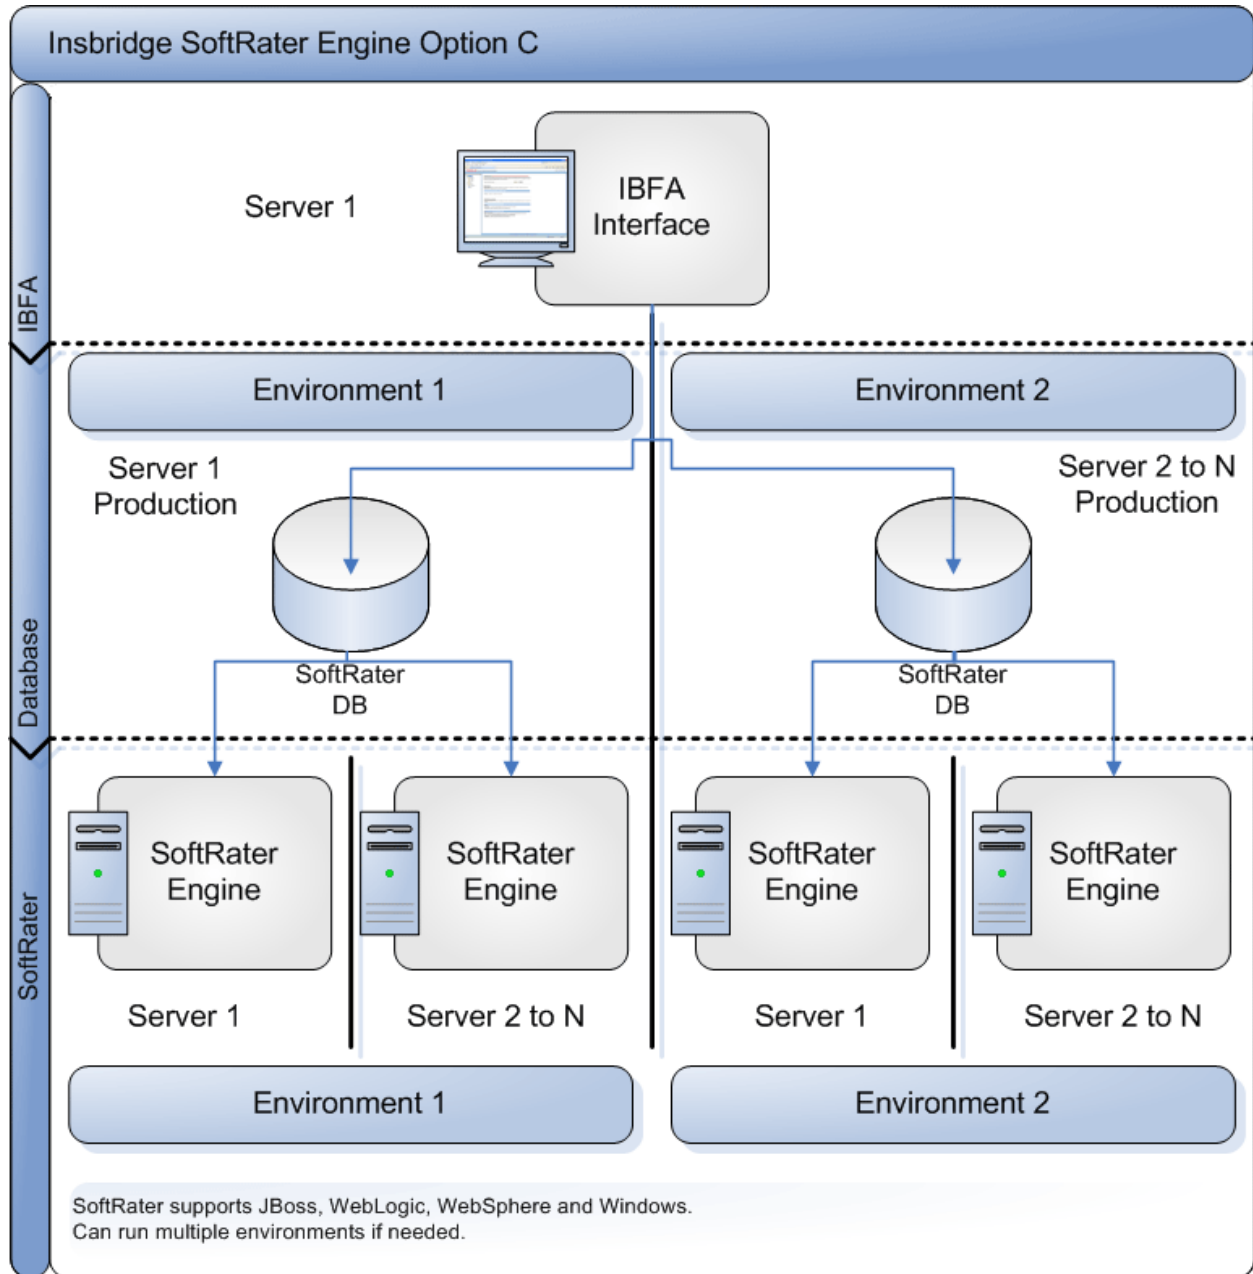 Insbridge SoftRater Engine Option C
IBFA
Server 1
IBFA
Interface
Environment 1
Environment 2
Database
Server 1
Production
Server 2 to N
Production
SoftRater
DB
SoftRater
DB
SoftRater
SoftRater
Engine
SoftRater
Engine
SoftRater
Engine
SoftRater
Engine
Server 1
Server 2 to N
Server 1
Server 2 to N
Environment 1
Environment 2
SoftRater supports JBoss, WebLogic, WebSphere and Windows.
Can run multiple environments if needed.